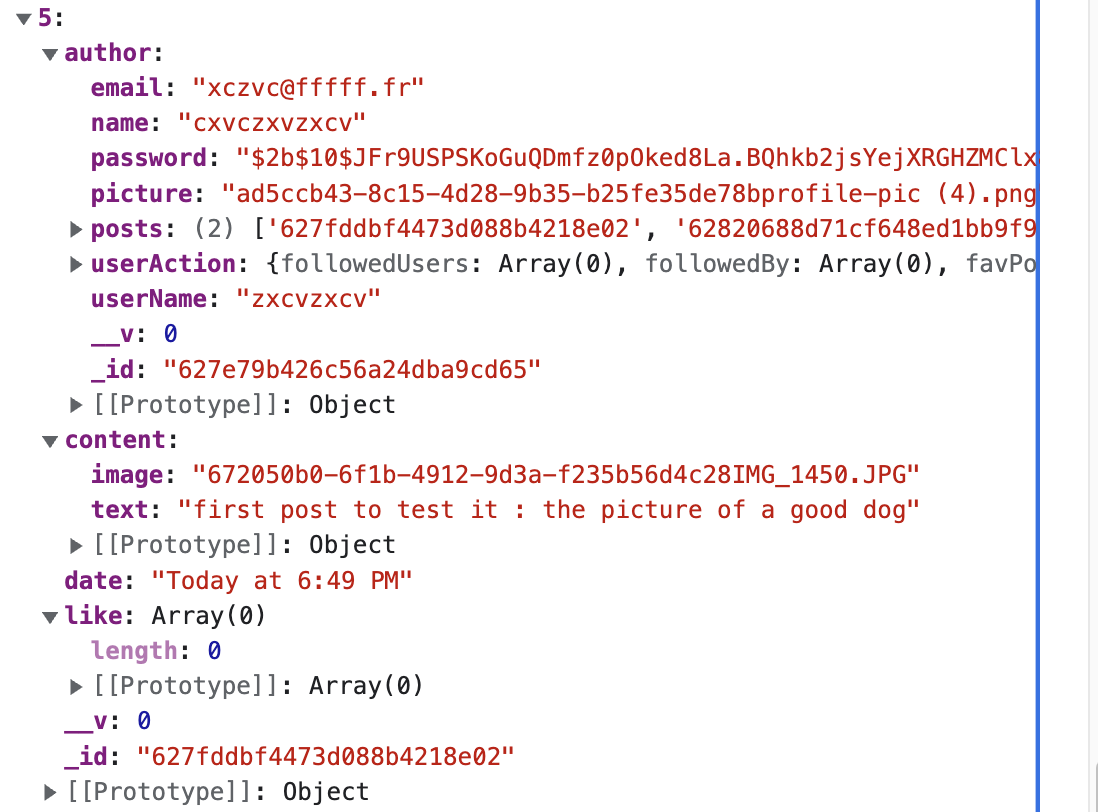 5:
author:
email: "xczvc@fffff.fr"
name: "cxvczxvzxcv"
password: "$2b$10$JFr9USPSKoGuQDmfz0pOked8La.BQhkb2jsYejXRGHZMClx
picture: "ad5ccb43-8c15-4d28-9b35-b25fe35de78bprofile-pic (4).png
posts: (2) ['627fddbf4473d088b4218e02', '62820688d71cf648ed1bb9f9
userAction: {followedUsers: Array(0), followedBy: Array(0), favPo
userName: "zxcvzxcv"
__v: 0
_id: "627e79b426c56a24dba9cd65"
[[Prototype]]: Object
content:
image: "672050b0-6f1b-4912-9d3a-f235b56d4c28IMG_1450.JPG"
text: "first post to test it : the picture of a good dog"
[[Prototype]]: Object
date: "Today at 6:49 PM"
like: Array(0)
length: 0
[[Prototype]]: Array(0)
__v: 0
_id: "627fddbf4473d088b4218e02"
[[Prototype]]: Object